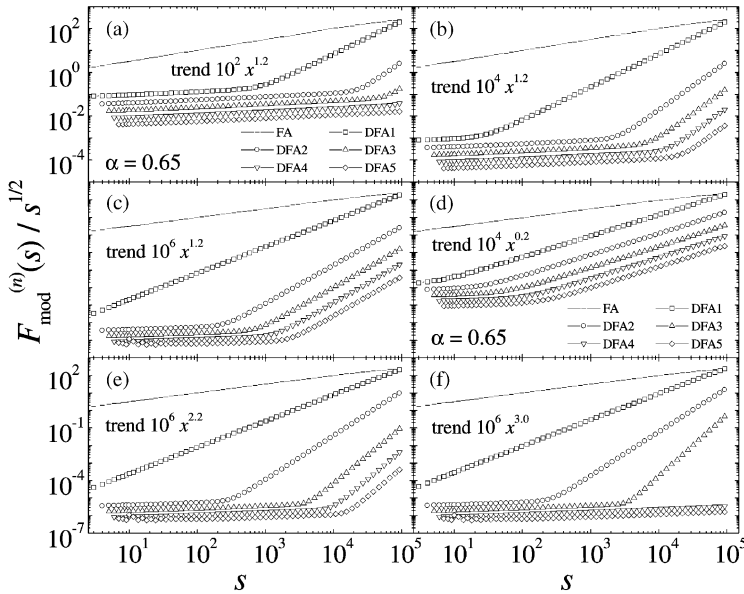 F_mod^(n)(s) / s^1/2
10^2
10^0
10^-2
10^-4
(a)
trend 10^2 x^1.2
FA
DFA1
DFA2
DFA3
DFA4
DFA5
α = 0.65
(b)
trend 10^4 x^1.2
(c)
trend 10^6 x^1.2
α = 0.65
(d)
trend 10^4 x^0.2
FA
DFA1
DFA2
DFA3
DFA4
DFA5
α = 0.65
10^2
10^-1
10^-4
10^-7
(e)
trend 10^6 x^2.2
(f)
trend 10^6 x^3.0
10^1 10^2 10^3 10^4 10^5
10^1 10^2 10^3 10^4 10^5
s
s